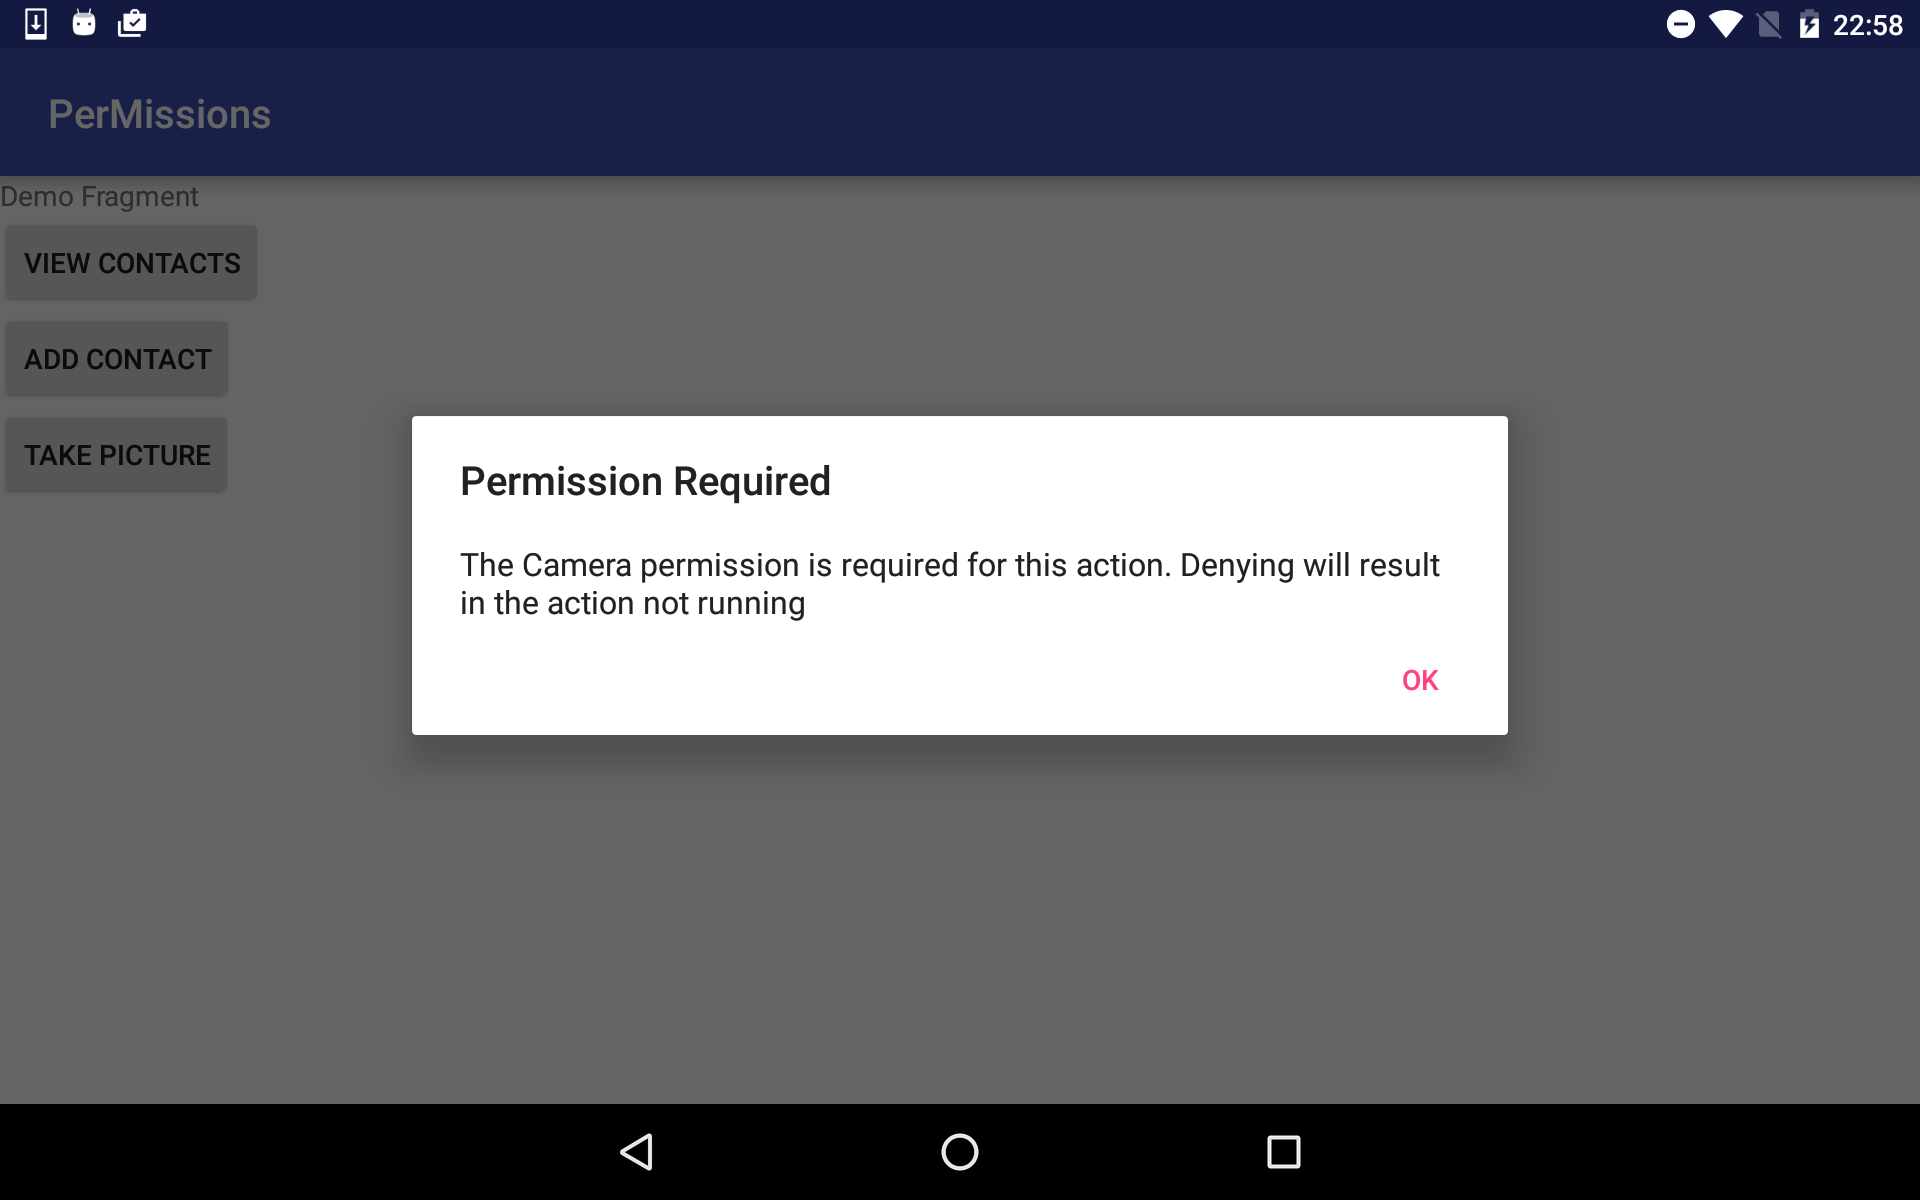 22:58
PerMissions
Demo Fragment
VIEW CONTACTS
ADD CONTACT
TAKE PICTURE
Permission Required
The Camera permission is required for this action. Denying will result
in the action not running
OK